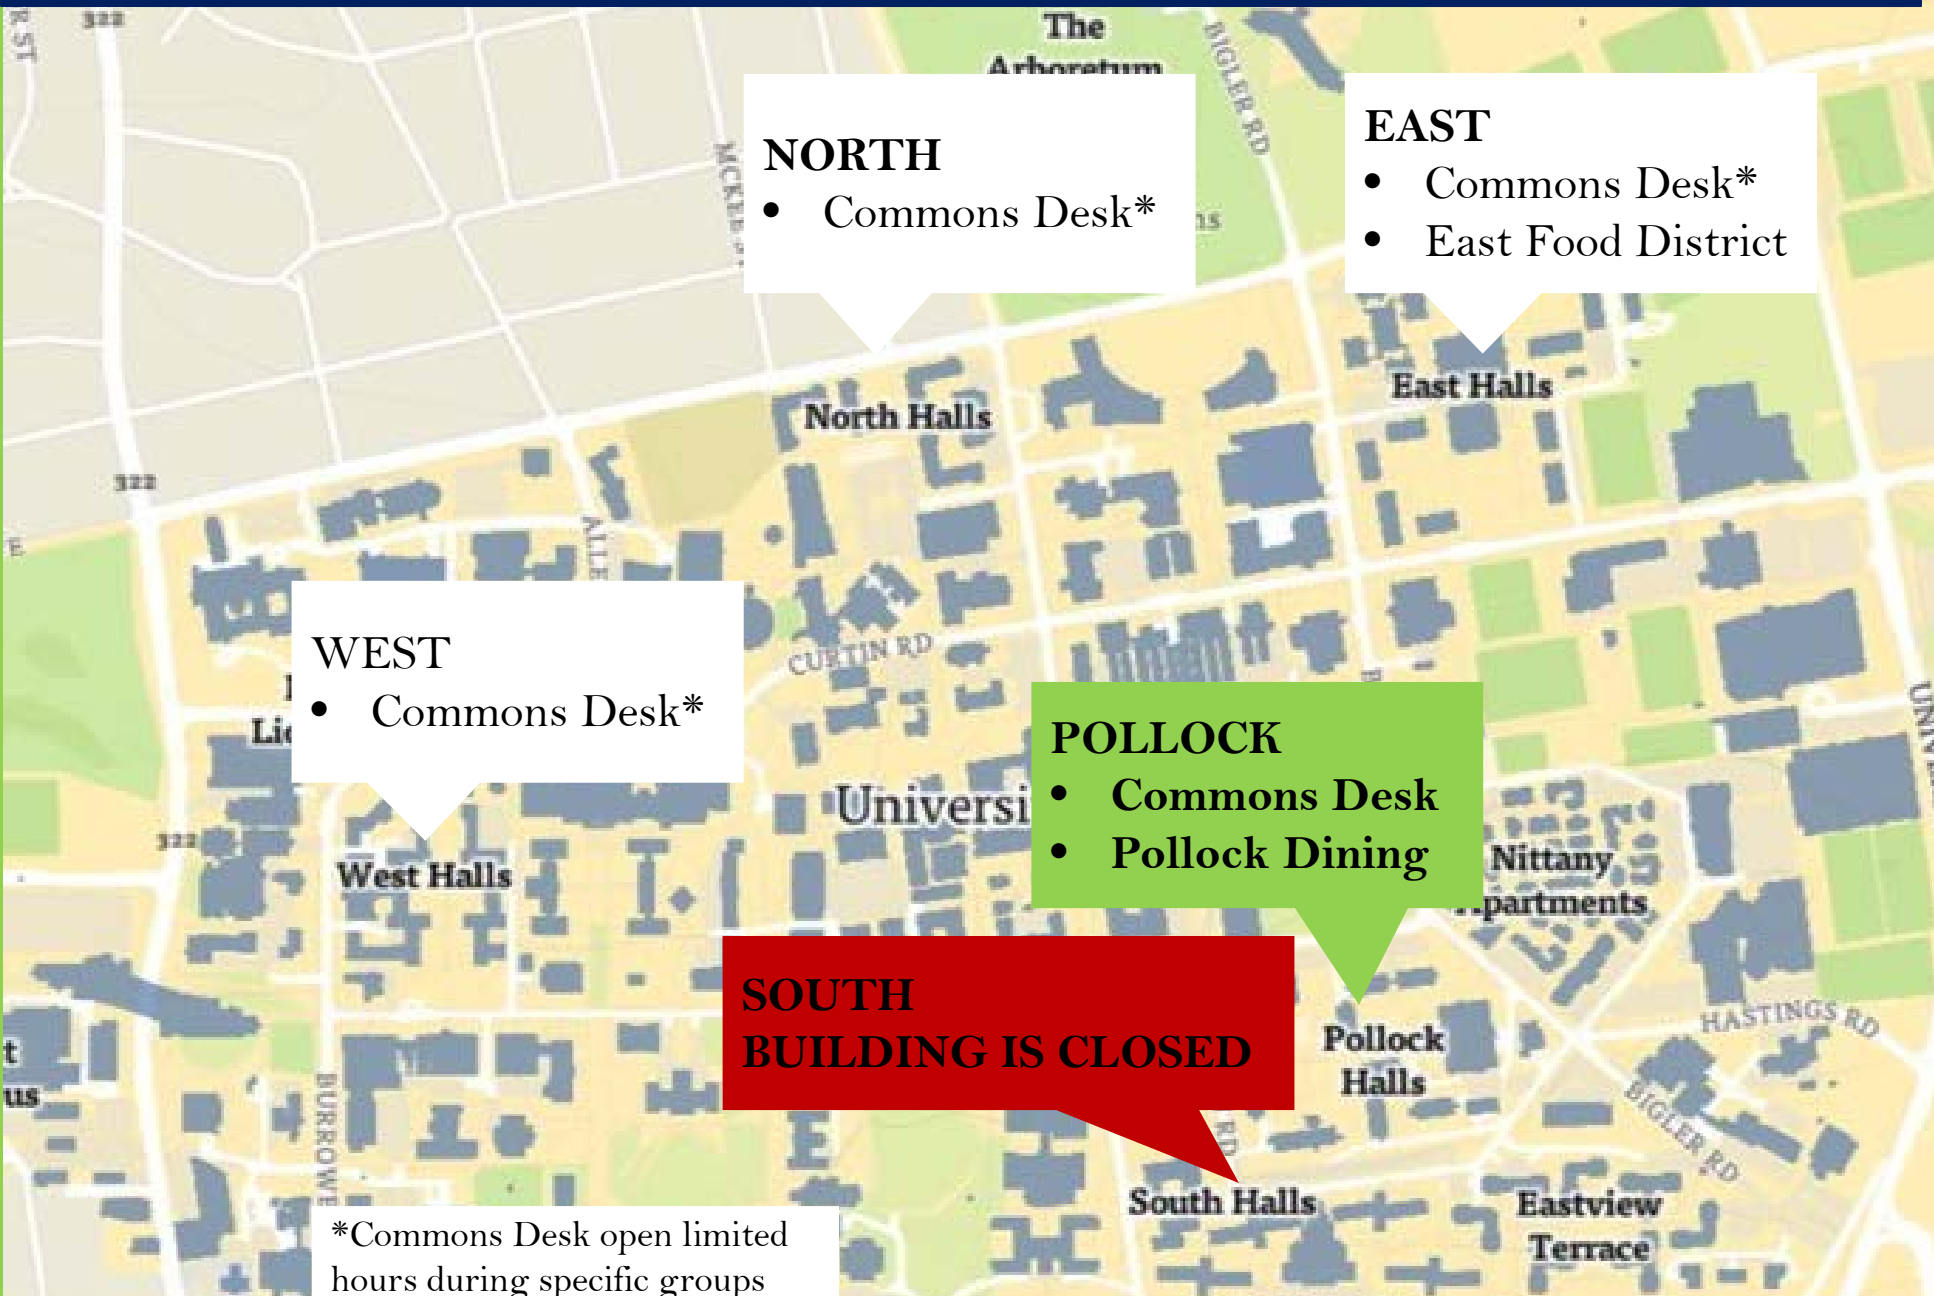 322
The
Arboretum
BIGLER RD
NORTH
• Commons Desk*
EAST
• Commons Desk*
• East Food District
East Halls
North Halls
322
WEST
• Commons Desk*
CURTIN RD
POLLOCK
• Commons Desk
• Pollock Dining
322
West Halls
Nittany
SOUTH
BUILDING IS CLOSED
Pollock
Halls
HASTINGS RD
BIGLER RD
RD
South Halls
Eastview
Terrace
*Commons Desk open limited
hours during specific groups